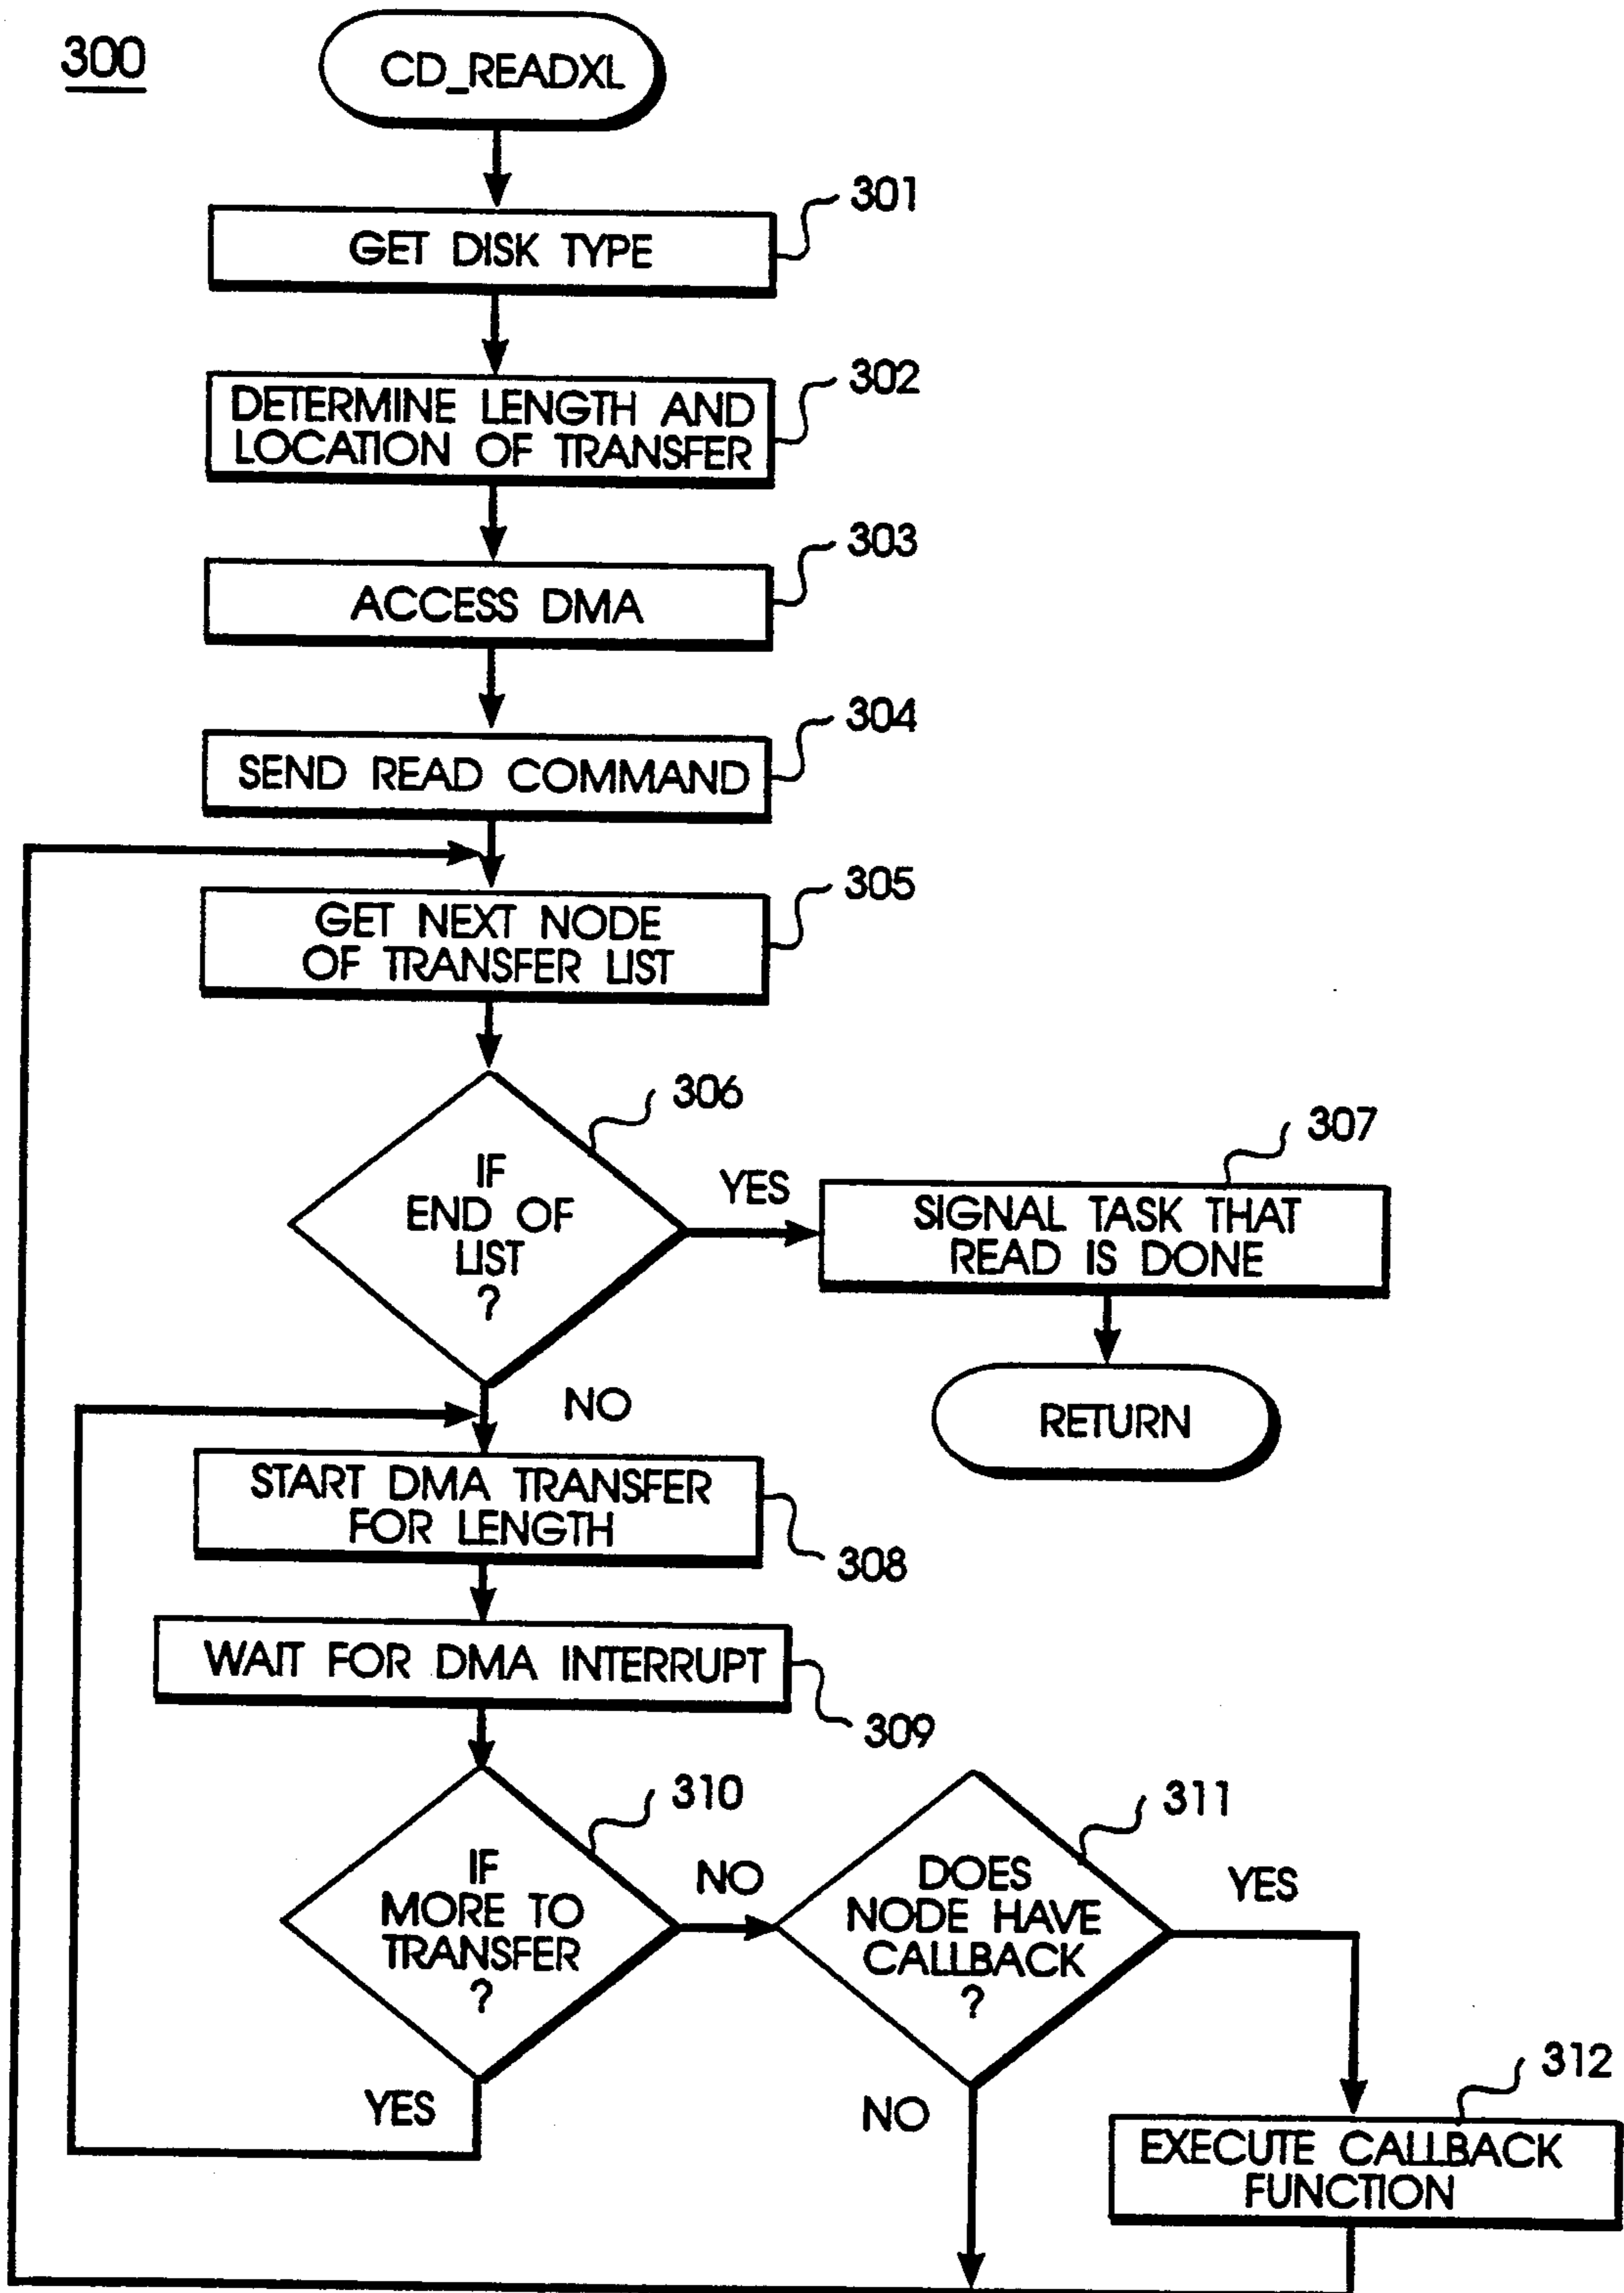 300
CD_READXL
301
GET DISK TYPE
302
DETERMINE LENGTH AND
LOCATION OF TRANSFER
303
ACCESS DMA
304
SEND READ COMMAND
305
GET NEXT NODE
OF TRANSFER LIST
306
IF
END OF
LIST
?
YES
307
SIGNAL TASK THAT
READ IS DONE
RETURN
NO
START DMA TRANSFER
FOR LENGTH
308
WAIT FOR DMA INTERRUPT
309
310
IF
MORE TO
TRANSFER
?
NO
YES
311
DOES
NODE HAVE
CALLBACK
?
YES
NO
312
EXECUTE CALLBACK
FUNCTION